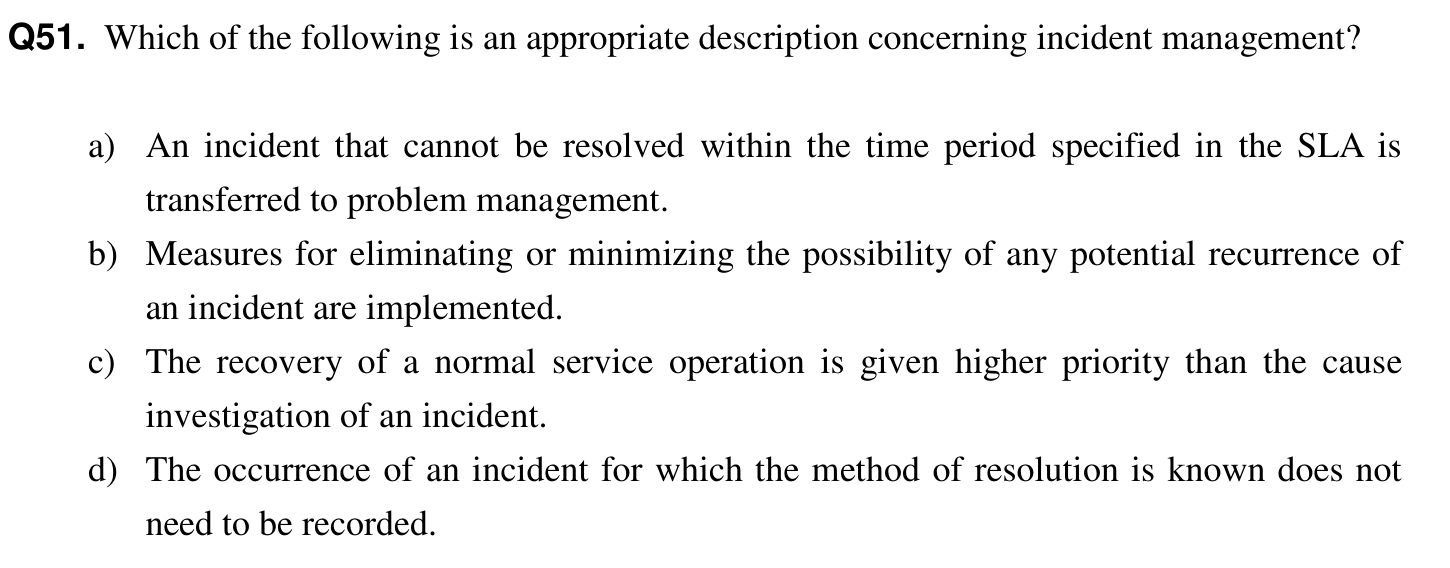 Q51. Which of the following is an appropriate description concerning incident management?
a) An incident that cannot be resolved within the time period specified in the SLA is
transferred to problem management.
b) Measures for eliminating or minimizing the possibility of any potential recurrence of
an incident are implemented.
c) The recovery of a normal service operation is given higher priority than the cause
investigation of an incident.
d) The occurrence of an incident for which the method of resolution is known does not
need to be recorded.